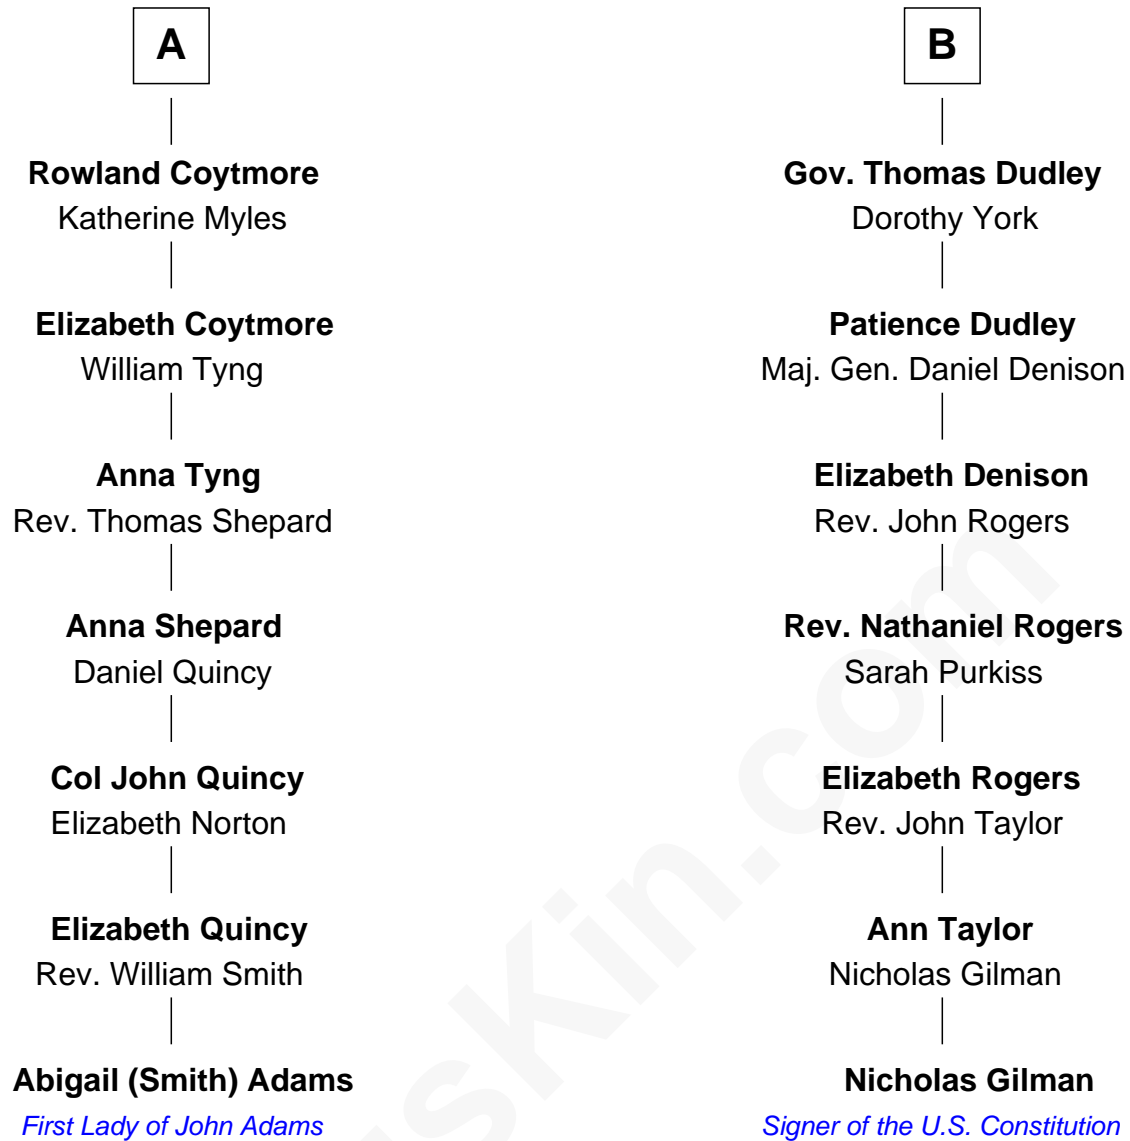 A
Rowland Coytmore
Katherine Myles
Elizabeth Coytmore
William Tyng
Anna Tyng
Rev. Thomas Shepard
Anna Shepard
Daniel Quincy
Col John Quincy
Elizabeth Norton
Elizabeth Quincy
Rev. William Smith
Abigail (Smith) Adams
First Lady of John Adams
B
Gov. Thomas Dudley
Dorothy York
Patience Dudley
Maj. Gen. Daniel Denison
Elizabeth Denison
Rev. John Rogers
Rev. Nathaniel Rogers
Sarah Purkiss
Elizabeth Rogers
Rev. John Taylor
Ann Taylor
Nicholas Gilman
Nicholas Gilman
Signer of the U.S. Constitution